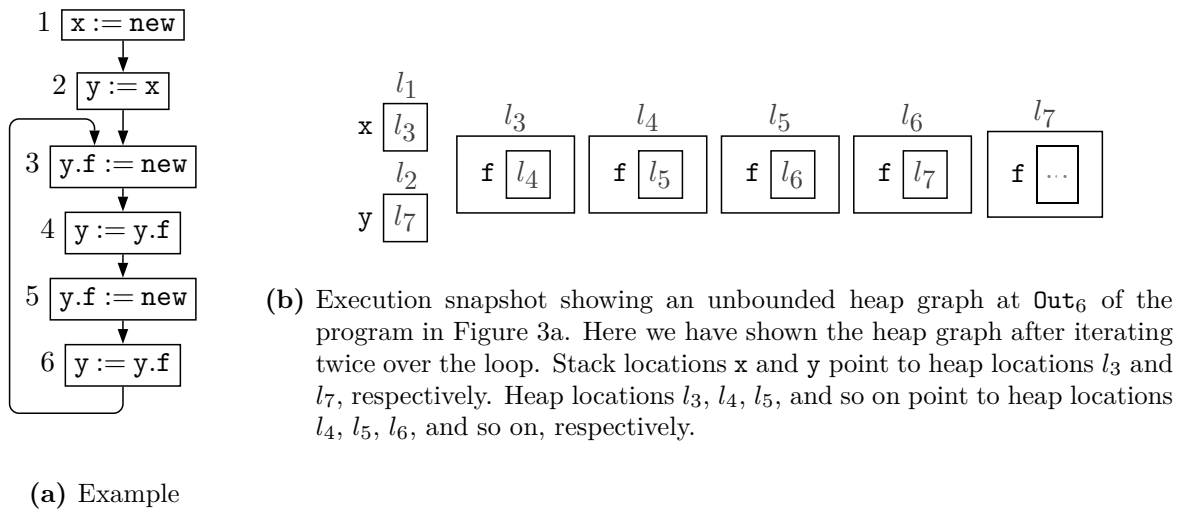 1 x := new
2 y := x
3 y.f := new
4 y := y.f
5 y.f := new
6 y := y.f
(a) Example
l1
x l3
l2
y l7
l3 l4 l5 l6 l7
f l4 f l5 f l6 f l7 f ...
(b) Execution snapshot showing an unbounded heap graph at Out6 of the
program in Figure 3a. Here we have shown the heap graph after iterating
twice over the loop. Stack locations x and y point to heap locations l3 and
l7, respectively. Heap locations l3, l4, l5, and so on point to heap locations
l4, l5, l6, and so on, respectively.